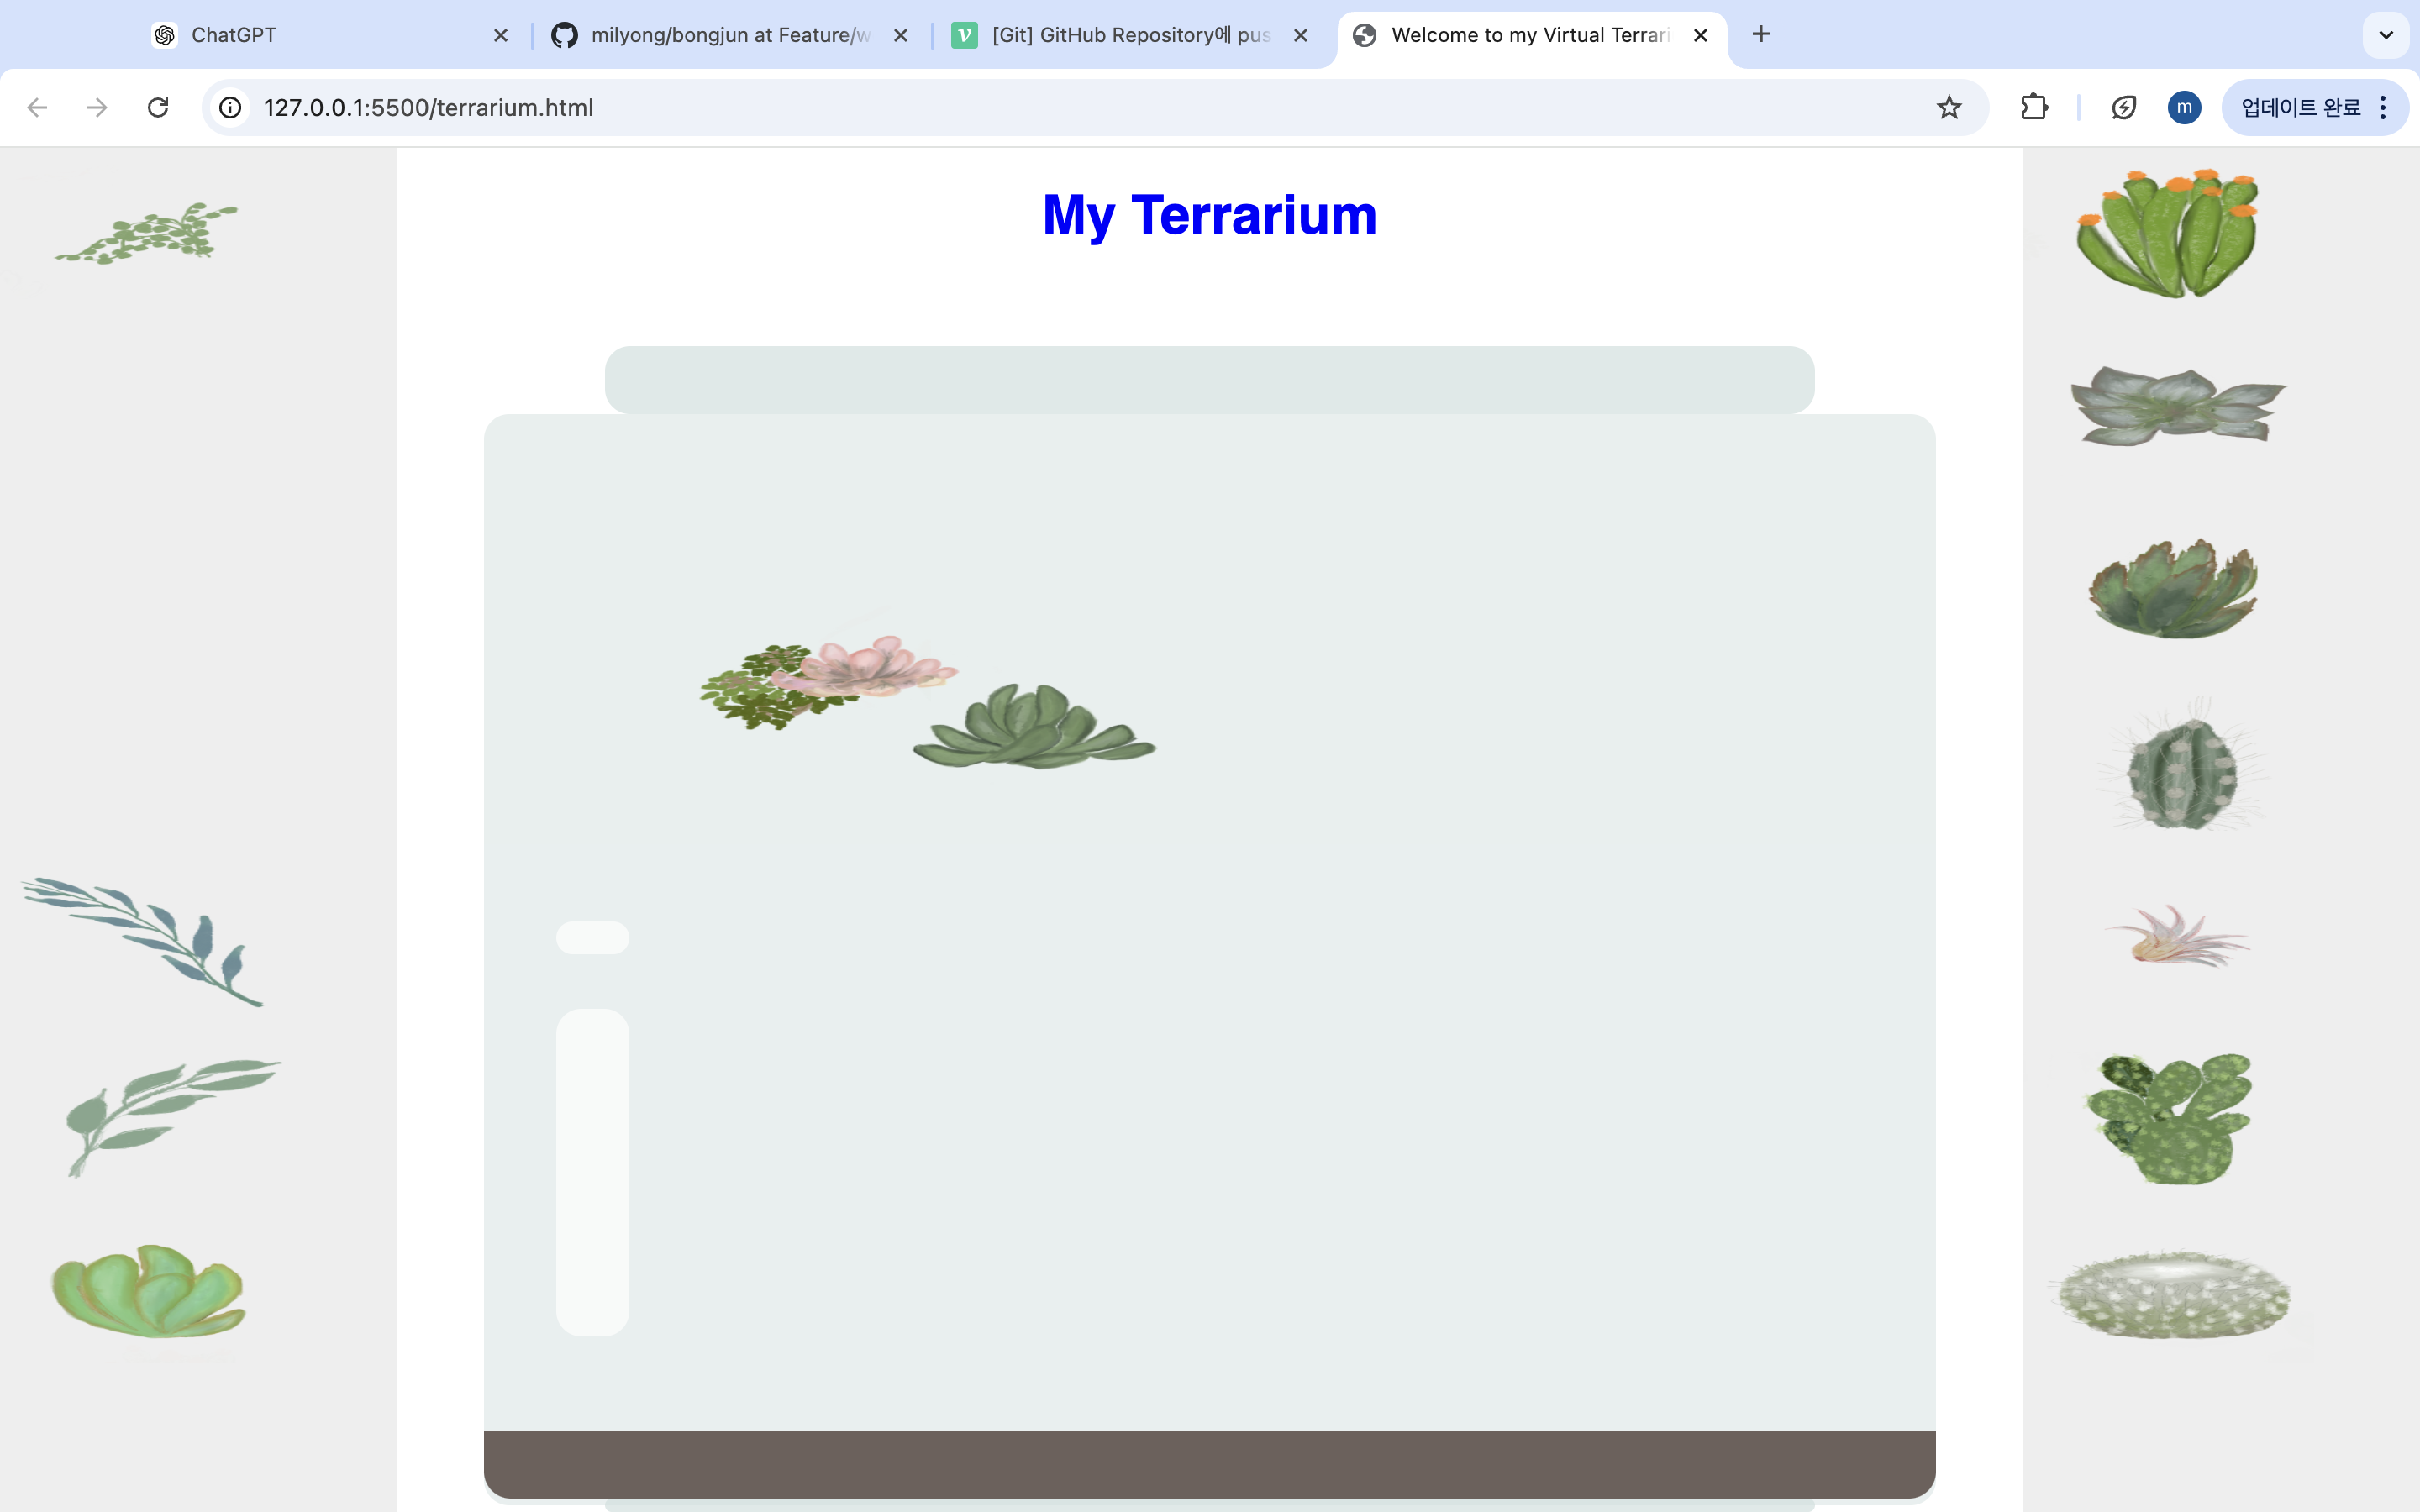 ChatGPT
milyong/bongjun at Feature/w
[Git] GitHub Repository에 pus
Welcome to my Virtual Terrari
127.0.0.1:5500/terrarium.html
m
업데이트 완료
My Terrarium